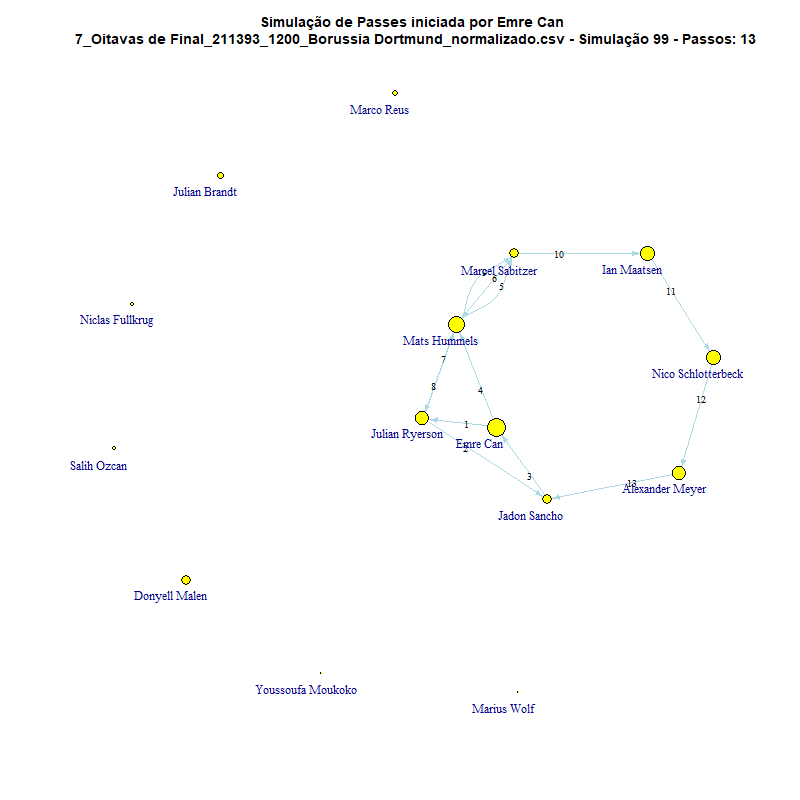 Simulação de Passes iniciada por Emre Can
7_Oitavas de Final_211393_1200_Borussia Dortmund_normalizado.csv - Simulação 99 - Passos: 13
Marco Reus
Julian Brandt
10
Marcel Sabitzer
Ian Maatsen
6
5
11
Niclas Fullkrug
Mats Hummels
7
Nico Schlotterbeck
8
4
12
1
Julian Ryerson
Emre Can
2
Salih Ozcan
3
13
Alexander Meyer
Jadon Sancho
Donyell Malen
Youssoufa Moukoko
Marius Wolf